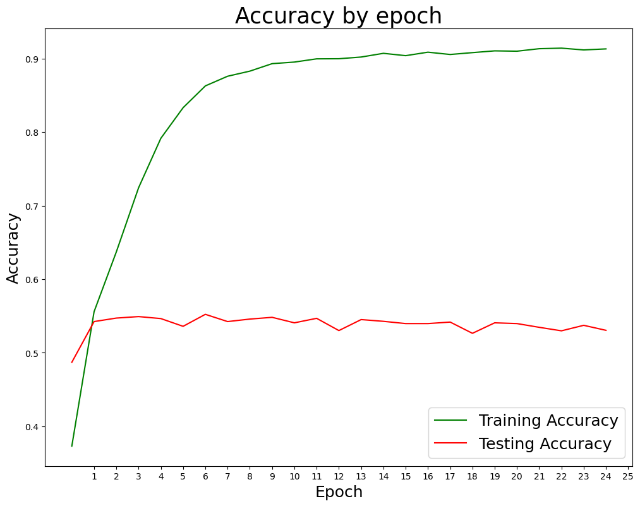 Accuracy by epoch
0.9
0.8
0.7
0.6
0.5
0.4
Accuracy
Training Accuracy
Testing Accuracy
1 2 3 4 5 6 7 8 9 10 11 12 13 14 15 16 17 18 19 20 21 22 23 24 25
Epoch